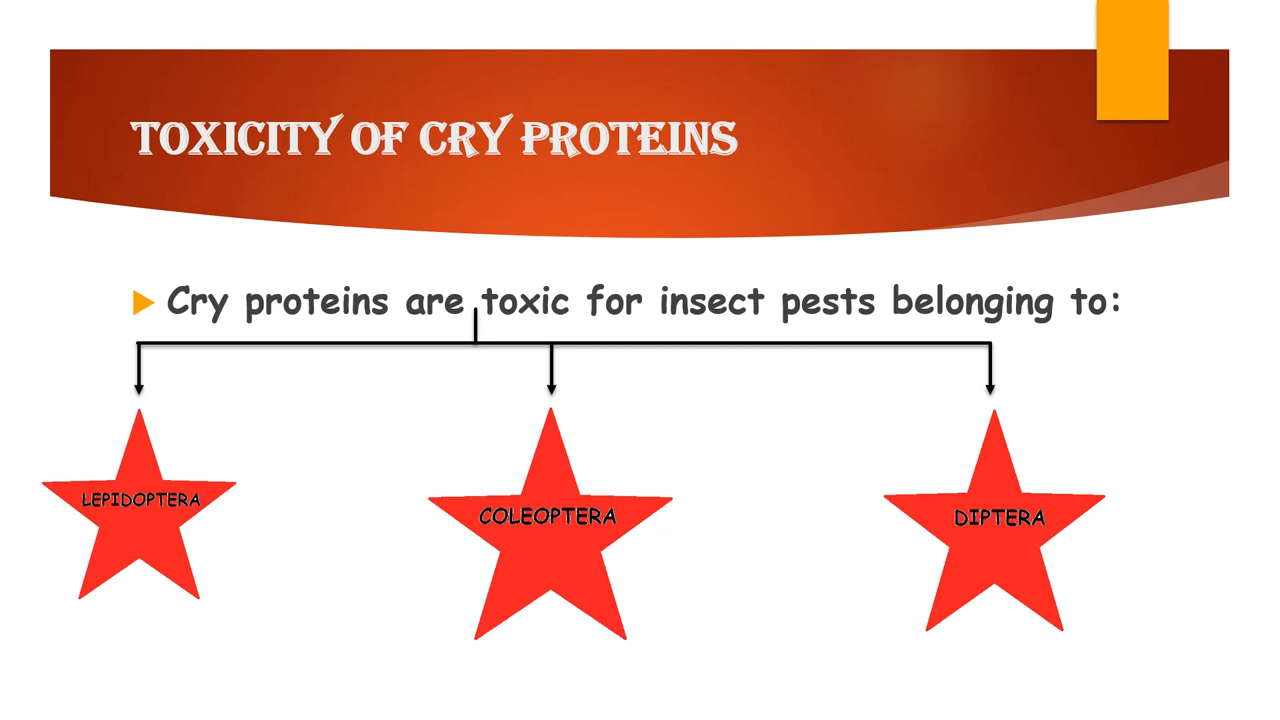 TOXICITY OF CRY PROTEINS
Cry proteins are toxic for insect pests belonging to:
LEPIDOPTERA
COLEOPTERA
DIPTERA